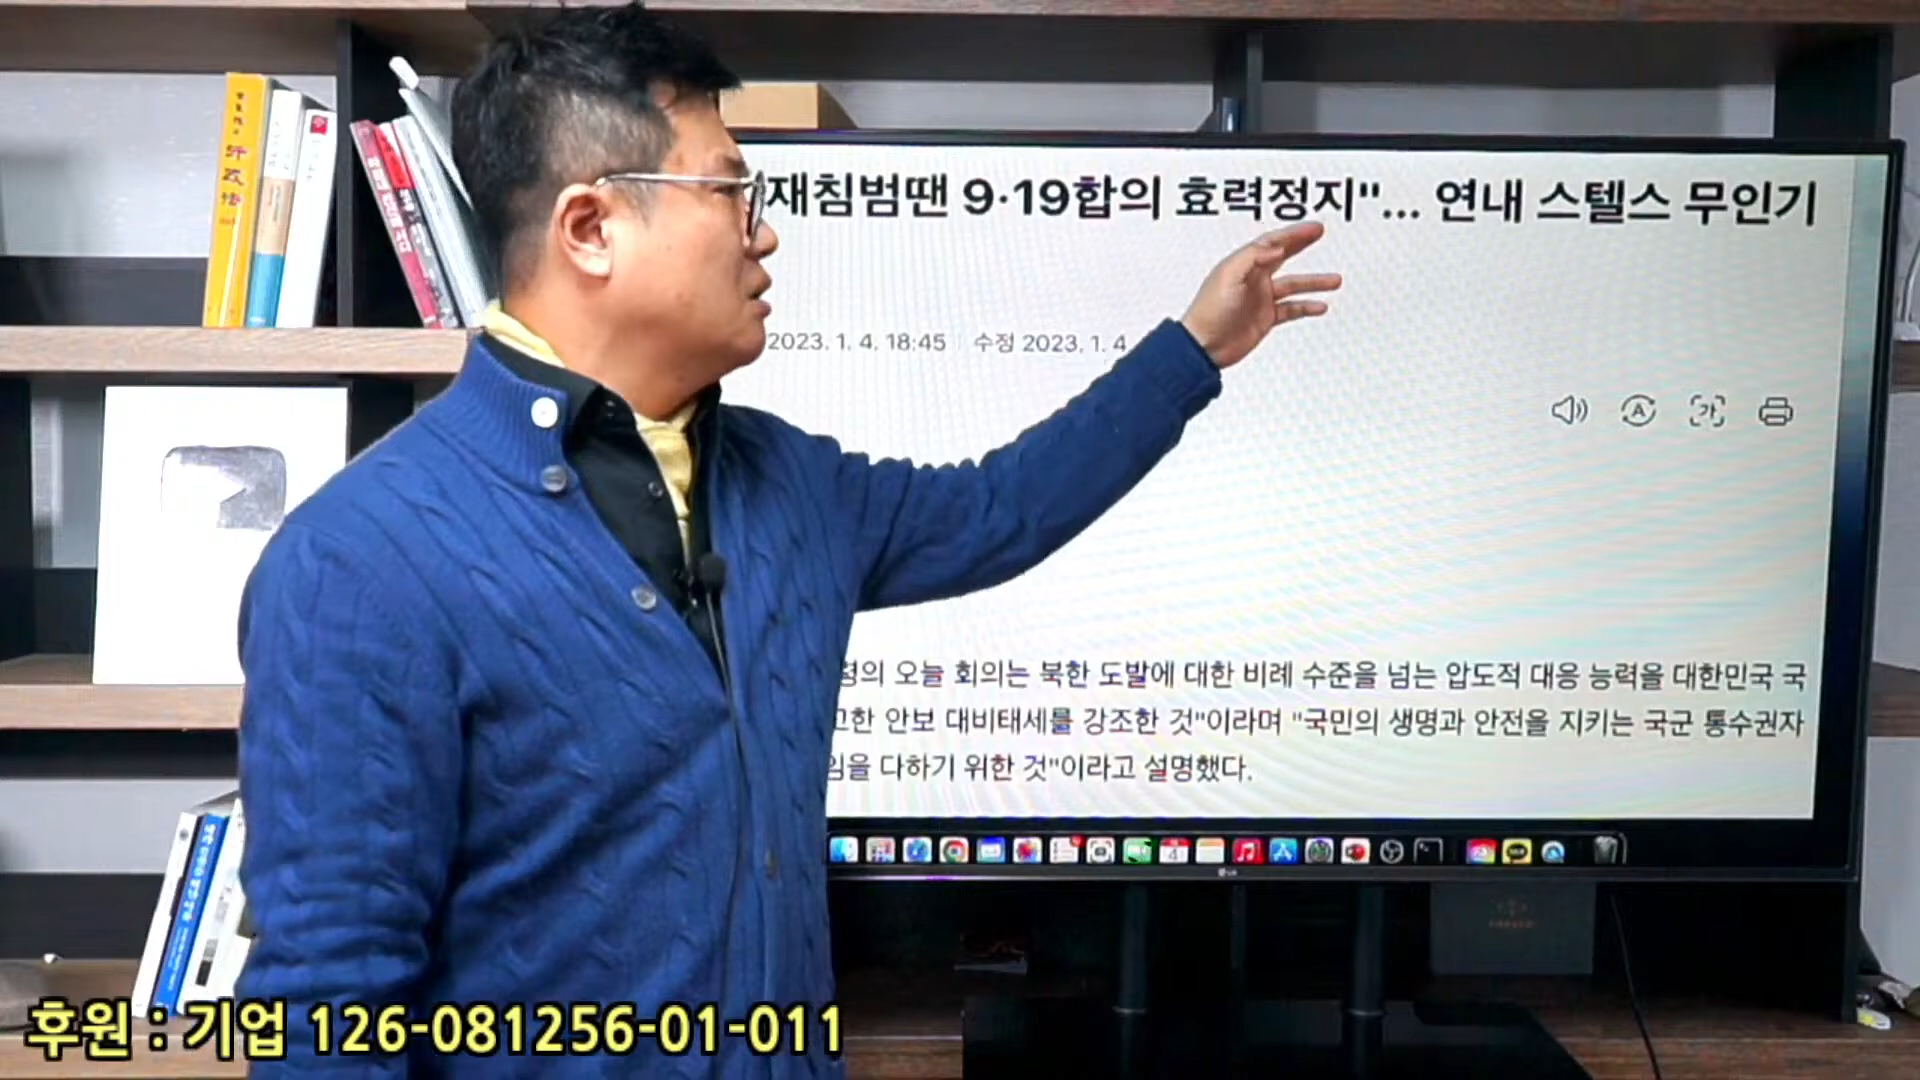 재침범땐 9·19합의 효력정지"... 연내 스텔스 무인기
2023. 1. 4. 18:45 수정 2023. 1. 4
오늘 회의는 북한 도발에 대한 비례 수준을 넘는 압도적 대응 능력을 대한민국 국
안보 대비태세를 강조한 것"이라며 "국민의 생명과 안전을 지키는 국군 통수권자
다하기 위한 것"이라고 설명했다.
행政법
후원 : 기업 126-081256-01-011